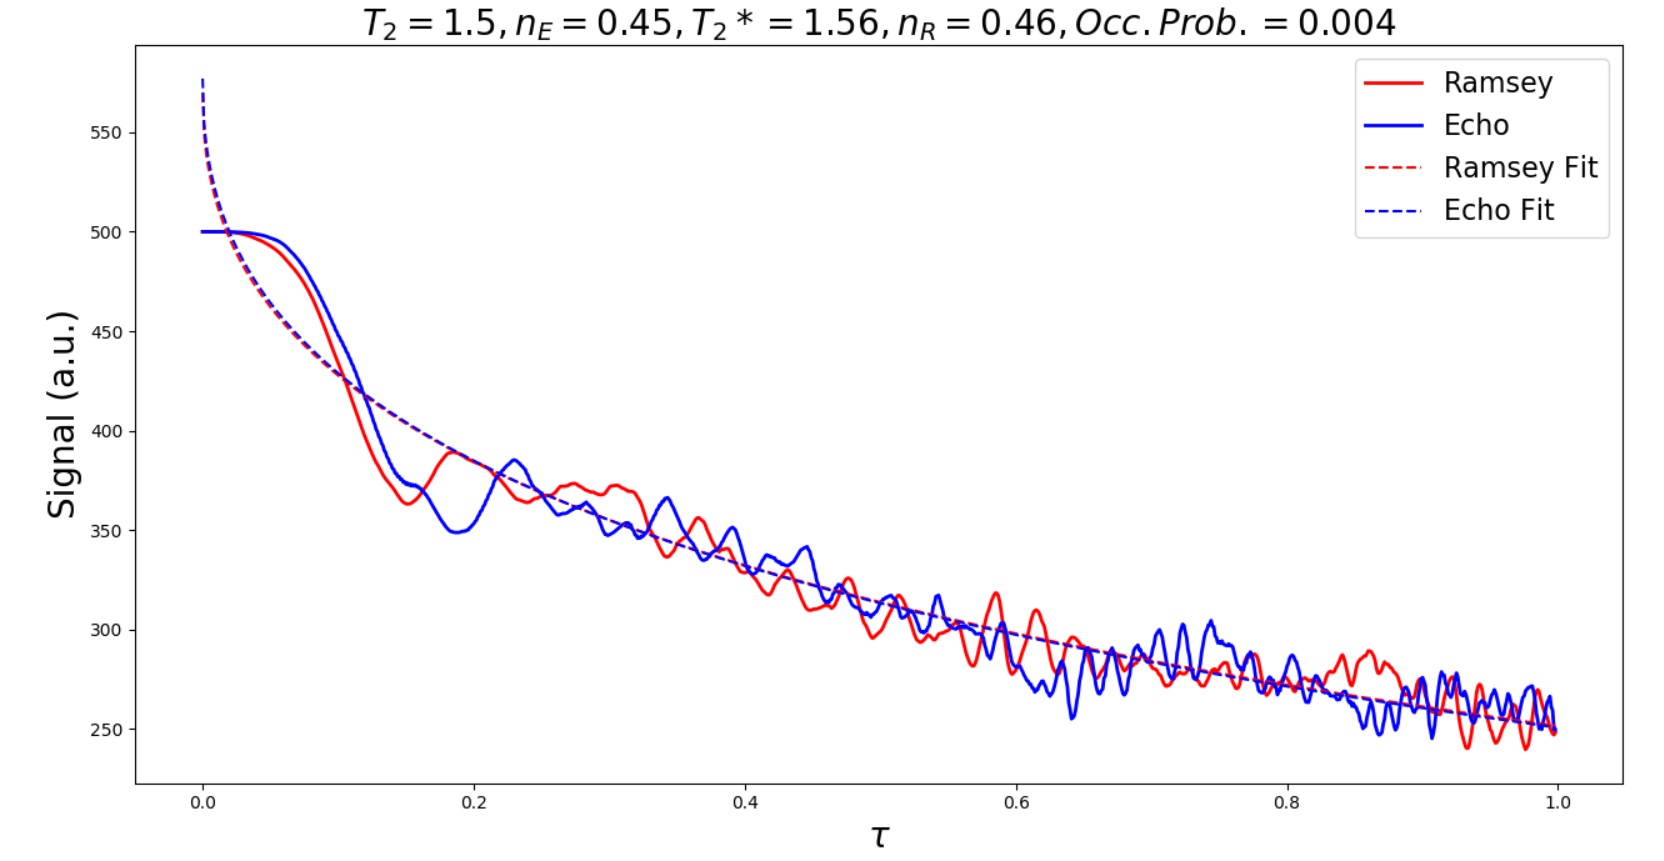 T₂ = 1.5, n_E = 0.45, T₂* = 1.56, n_R = 0.46, Occ. Prob. = 0.004
Ramsey
Echo
Ramsey Fit
Echo Fit
550
500
450
400
350
300
250
Signal (a.u.)
0.0 0.2 0.4 0.6 0.8 1.0
τ